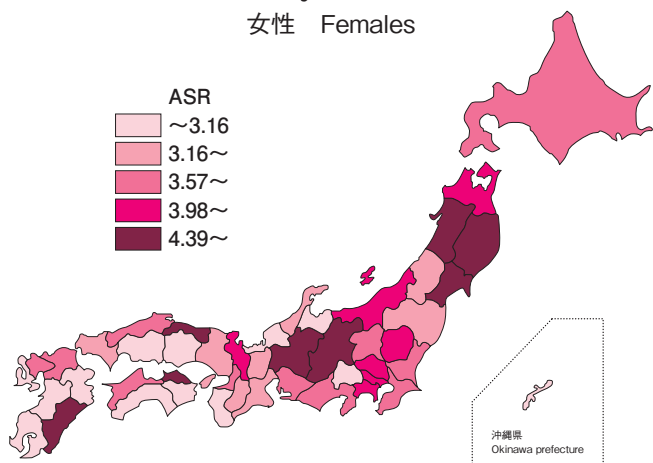 女性 Females
ASR
～3.16
3.16～
3.57～
3.98～
4.39～
沖縄県
Okinawa prefecture